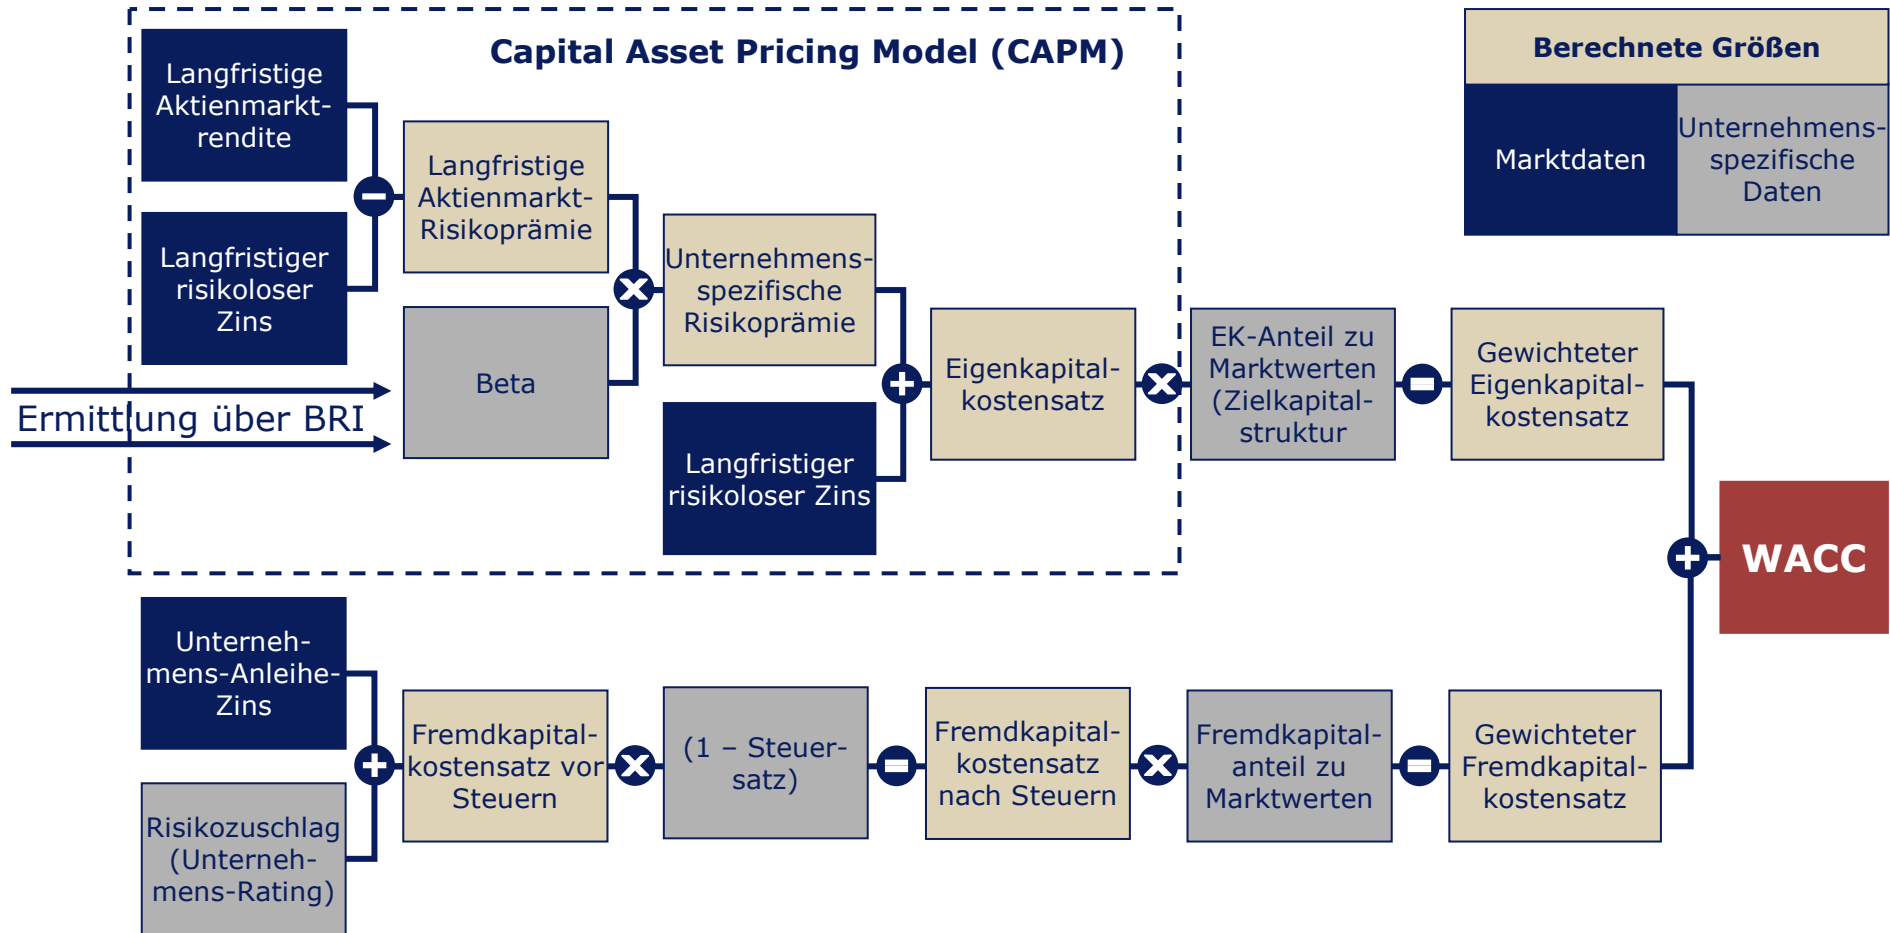 Capital Asset Pricing Model (CAPM)
Langfristige
Aktienmarkt-
rendite
Langfristiger
risikoloser
Zins
Langfristige
Aktienmarkt-
Risikoprämie
Beta
Ermittlung über BRI
Unternehmens-
spezifische
Risikoprämie
Langfristiger
risikoloser Zins
Eigenkapital-
kostensatz
EK-Anteil zu
Marktwerten
(Zielkapital-
struktur
Gewichteter
Eigenkapital-
kostensatz
Berechnete Größen
Marktdaten
Unternehmens-
spezifische
Daten
WACC
Unterneh-
mens-Anleihe-
Zins
Risikozuschlag
(Unterneh-
mens-Rating)
Fremdkapital-
kostensatz vor
Steuern
(1 – Steuer-
satz)
Fremdkapital-
kostensatz
nach Steuern
Fremdkapital-
anteil zu
Marktwerten
Gewichteter
Fremdkapital-
kostensatz